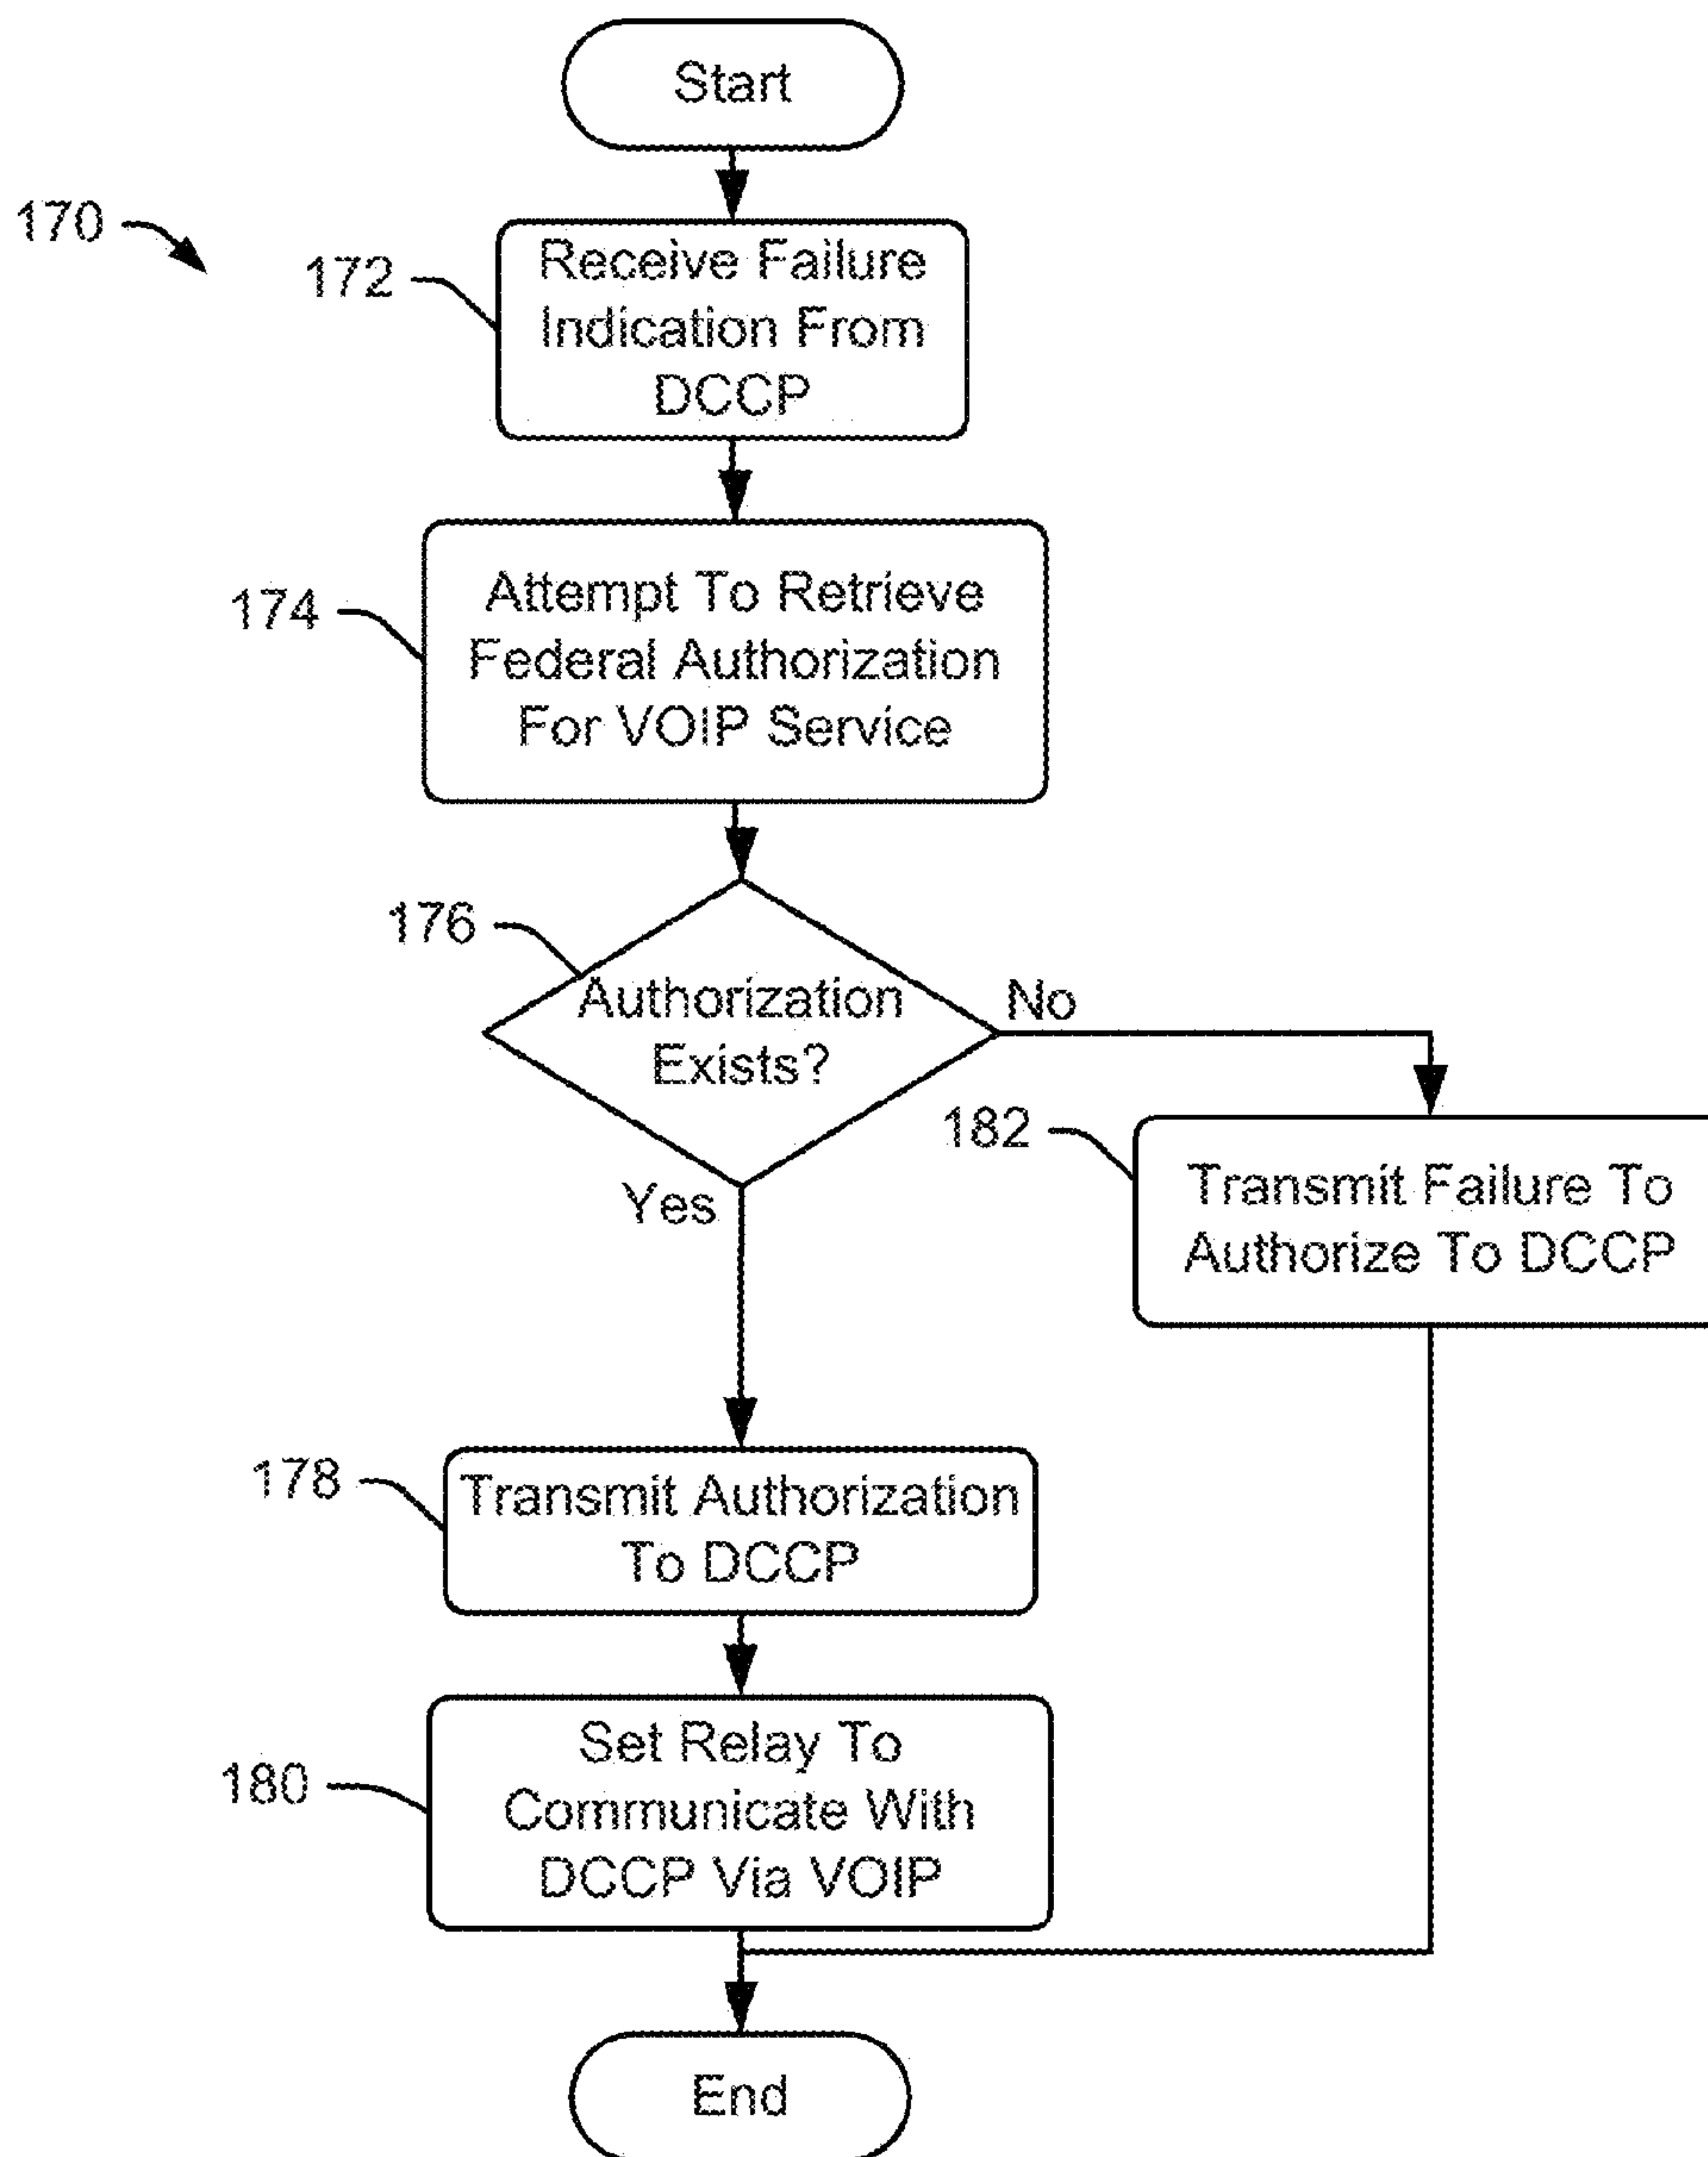 Start
170
172
Receive Failure
Indication From
DCCP
174
Attempt To Retrieve
Federal Authorization
For VOIP Service
176
Authorization
Exists?
No
Yes
182
Transmit Failure To
Authorize To DCCP
178
Transmit Authorization
To DCCP
180
Set Relay To
Communicate With
DCCP Via VOIP
End